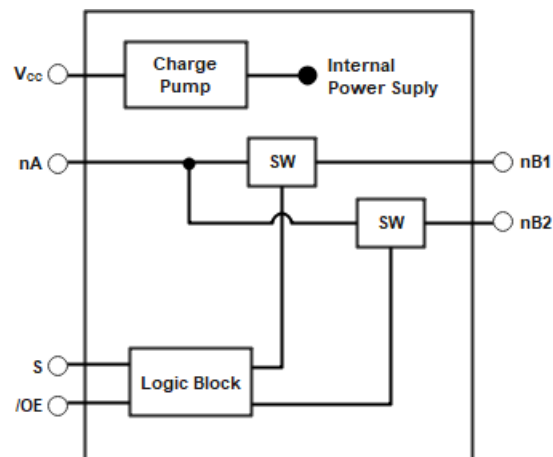 Vcc
Charge
Pump
Internal
Power Suply
nA
SW
nB1
SW
nB2
S
Logic Block
/OE